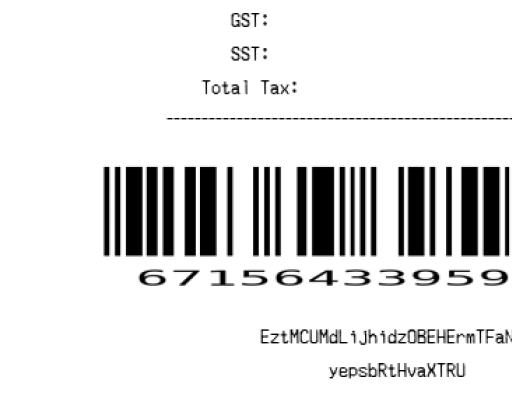 GST:
SST:
Total Tax:
67156433959
EztMCUMdLijhidzOBEHErmTFaN
yepsbRtHvaXTRU